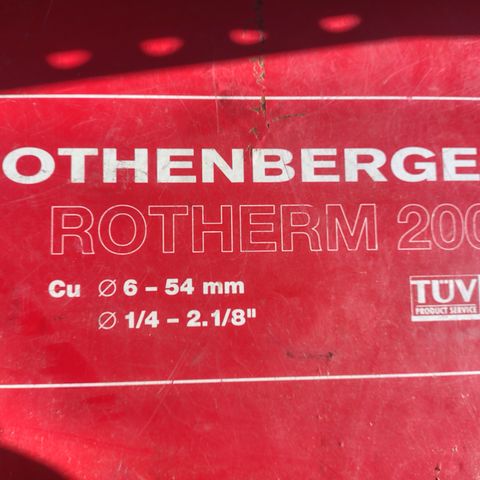 OTHENBERGE
ROTHERM 200
Cu Ø 6 – 54 mm
Ø 1/4 – 2.1/8"
TÜV
PRODUCT SERVICE